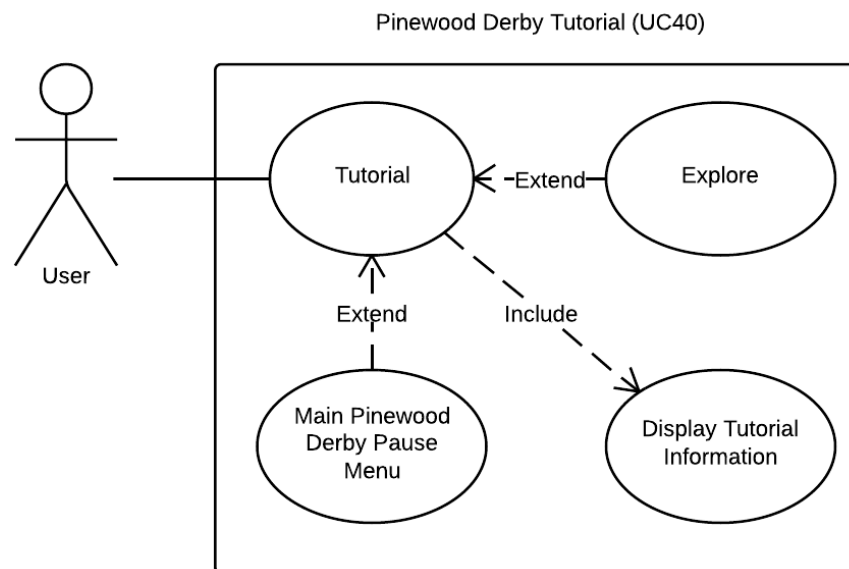 Pinewood Derby Tutorial (UC40)
Tutorial
Extend
Explore
User
Extend
Include
Main Pinewood
Derby Pause
Menu
Display Tutorial
Information